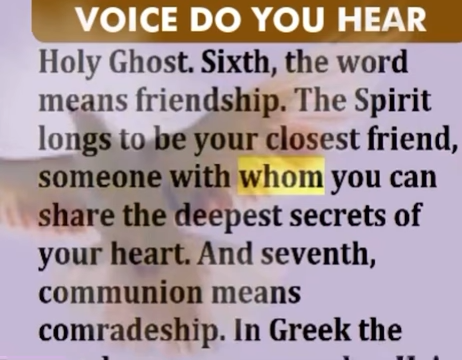 VOICE DO YOU HEAR
Holy Ghost. Sixth, the word
means friendship. The Spirit
longs to be your closest friend,
someone with whom you can
share the deepest secrets of
your heart. And seventh,
communion means
comradeship. In Greek the